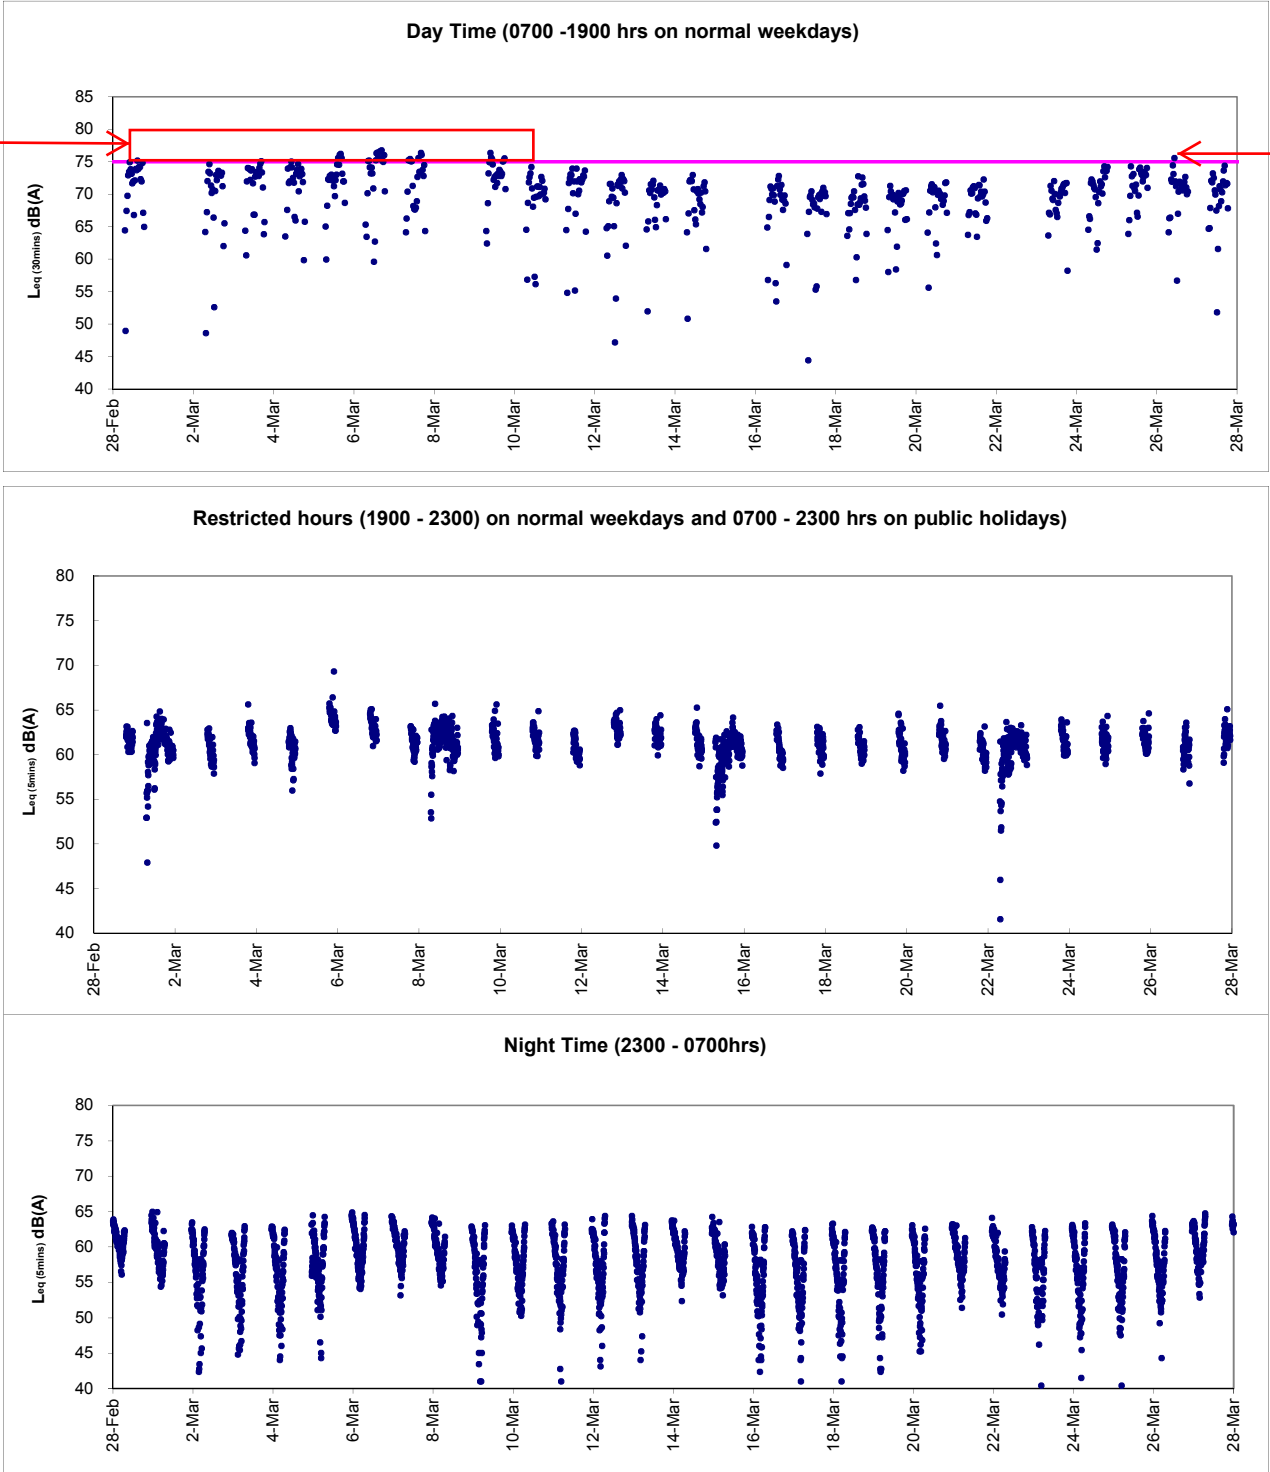 Day Time (0700 -1900 hrs on normal weekdays)
Leq (30mins) dB(A)
85
80
75
70
65
60
55
50
45
40
28-Feb
2-Mar
4-Mar
6-Mar
8-Mar
10-Mar
12-Mar
14-Mar
16-Mar
18-Mar
20-Mar
22-Mar
24-Mar
26-Mar
28-Mar
Restricted hours (1900 - 2300) on normal weekdays and 0700 - 2300 hrs on public holidays)
Leq (5mins) dB(A)
80
75
70
65
60
55
50
45
40
28-Feb
2-Mar
4-Mar
6-Mar
8-Mar
10-Mar
12-Mar
14-Mar
16-Mar
18-Mar
20-Mar
22-Mar
24-Mar
26-Mar
28-Mar
Night Time (2300 - 0700hrs)
Leq (5mins) dB(A)
80
75
70
65
60
55
50
45
40
28-Feb
2-Mar
4-Mar
6-Mar
8-Mar
10-Mar
12-Mar
14-Mar
16-Mar
18-Mar
20-Mar
22-Mar
24-Mar
26-Mar
28-Mar